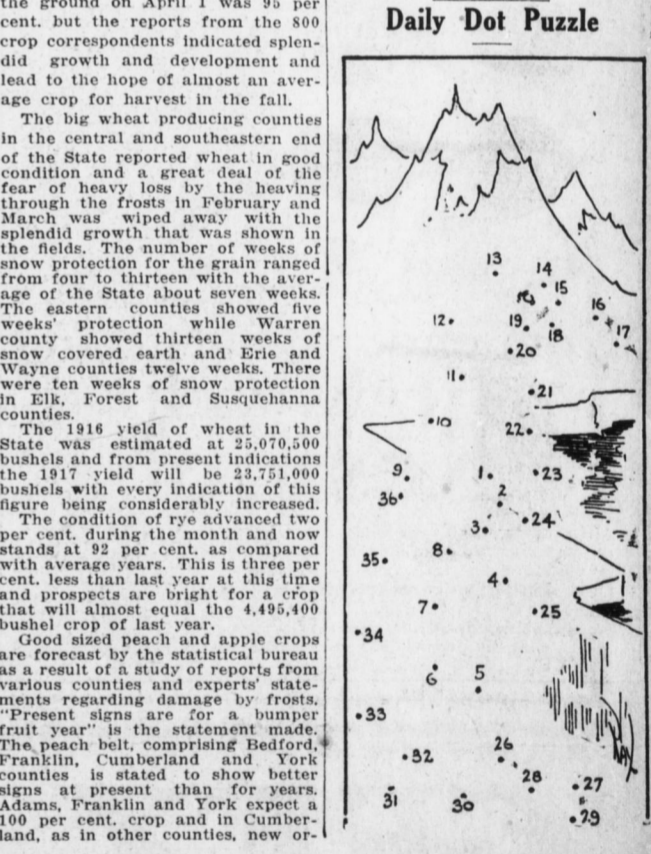 the ground on April 1 was 95 per
cent. but the reports from the 800
crop correspondents indicated splen-
did growth and development and
lead to the hope of almost an aver-
age crop for harvest in the fall.
The big wheat producing counties
in the central and southeastern end
of the State reported wheat in good
condition and a great deal of the
fear of heavy loss by the heaving
through the frosts in February and
March was wiped away with the
splendid growth that was shown in
the fields. The number of weeks of
snow protection for the grain ranged
from four to thirteen with the aver-
age of the State about seven weeks.
The eastern counties showed five
weeks' protection while Warren
county showed thirteen weeks of
snow covered earth and Erie and
Wayne counties twelve weeks. There
were ten weeks of snow protection
in Elk, Forest and Susquehanna
counties.
The 1916 yield of wheat in the
State was estimated at 25,070,500
bushels and from present indications
the 1917 yield will be 23,751,000
bushels with every indication of this
figure being considerably increased.
The condition of rye advanced two
per cent. during the month and now
stands at 92 per cent. as compared
with average years. This is three per
cent. less than last year at this time
and prospects are bright for a crop
that will almost equal the 4,495,400
bushel crop of last year.
Good sized peach and apple crops
are forecast by the statistical bureau
as a result of a study of reports from
various counties and experts' state-
ments regarding damage by frosts.
"Present signs are for a bumper
fruit year" is the statement made.
The peach belt, comprising Bedford,
Franklin, Cumberland and York
counties is stated to show better
signs at present than for years.
Adams, Franklin and York expect a
100 per cent. crop and in Cumber-
land, as in other counties, new or-
Daily Dot Puzzle
13
14
15
16
12
19
18
17
20
11
21
10
22
9
1
23
36
2
24
3
8
35
4
7
25
34
6
5
33
26
32
28
27
31
30
29